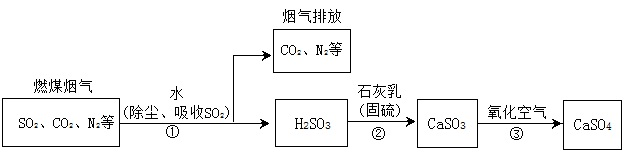 烟气排放
CO₂、N₂等
燃煤烟气
SO₂、CO₂、N₂等
水
(除尘、吸收SO₂)
①
H₂SO₃
石灰乳
(固硫)
②
CaSO₃
氧化空气
③
CaSO₄